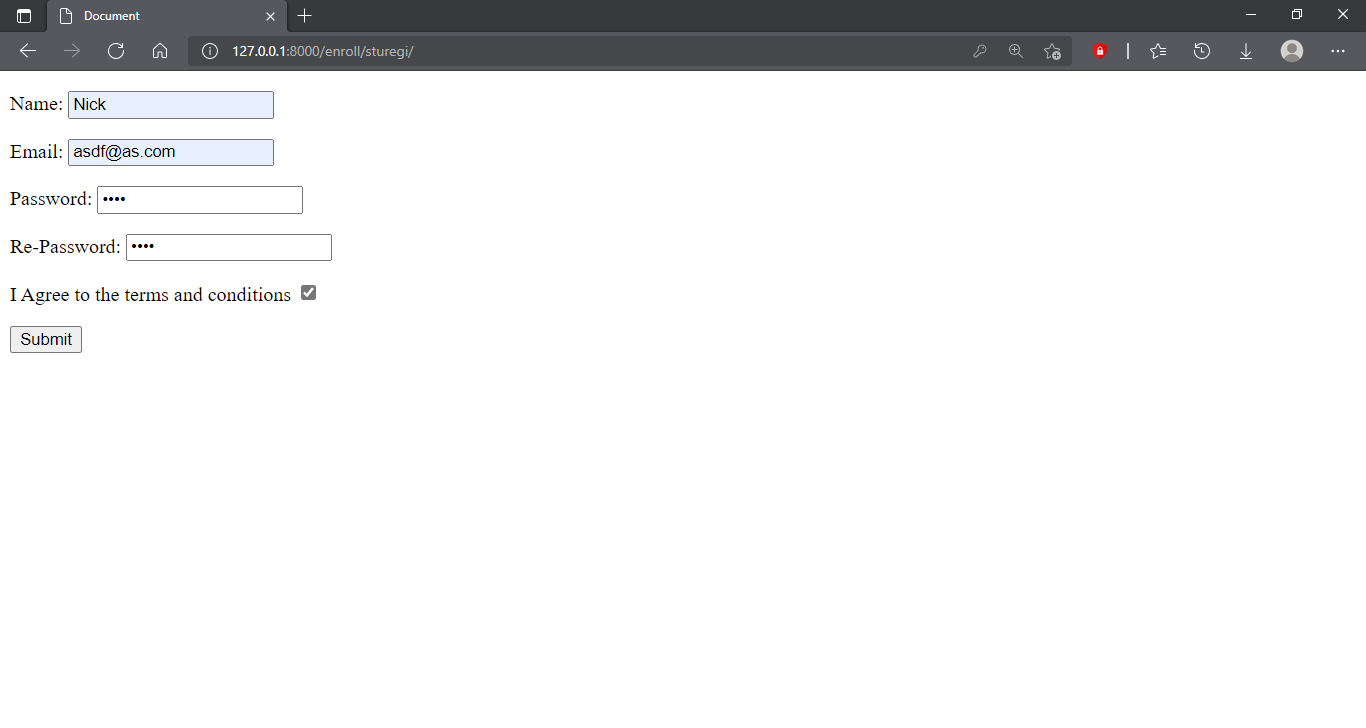 Document
127.0.0.1:8000/enroll/sturegi/
Name: Nick
Email: asdf@as.com
Password: ••••
Re-Password: ••••
I Agree to the terms and conditions
Submit